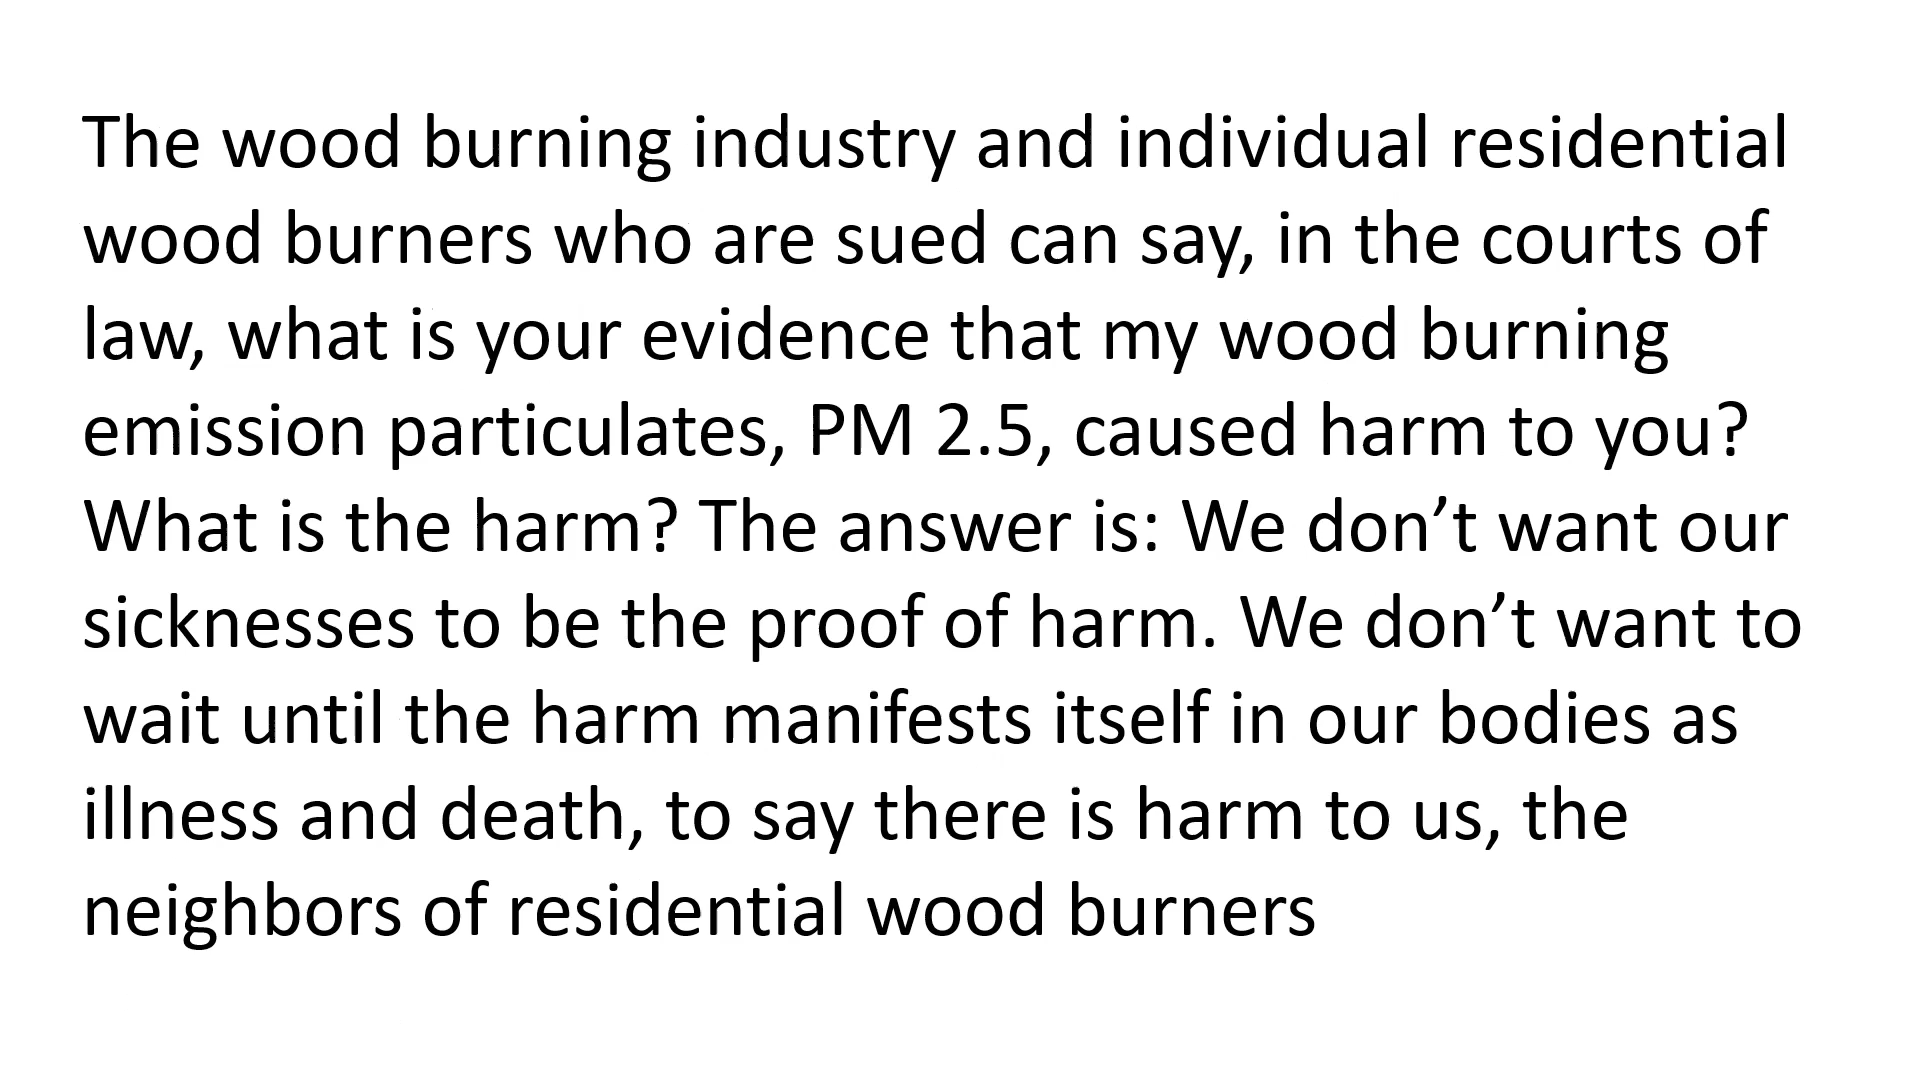 The wood burning industry and individual residential
wood burners who are sued can say, in the courts of
law, what is your evidence that my wood burning
emission particulates, PM 2.5, caused harm to you?
What is the harm? The answer is: We don’t want our
sicknesses to be the proof of harm. We don’t want to
wait until the harm manifests itself in our bodies as
illness and death, to say there is harm to us, the
neighbors of residential wood burners